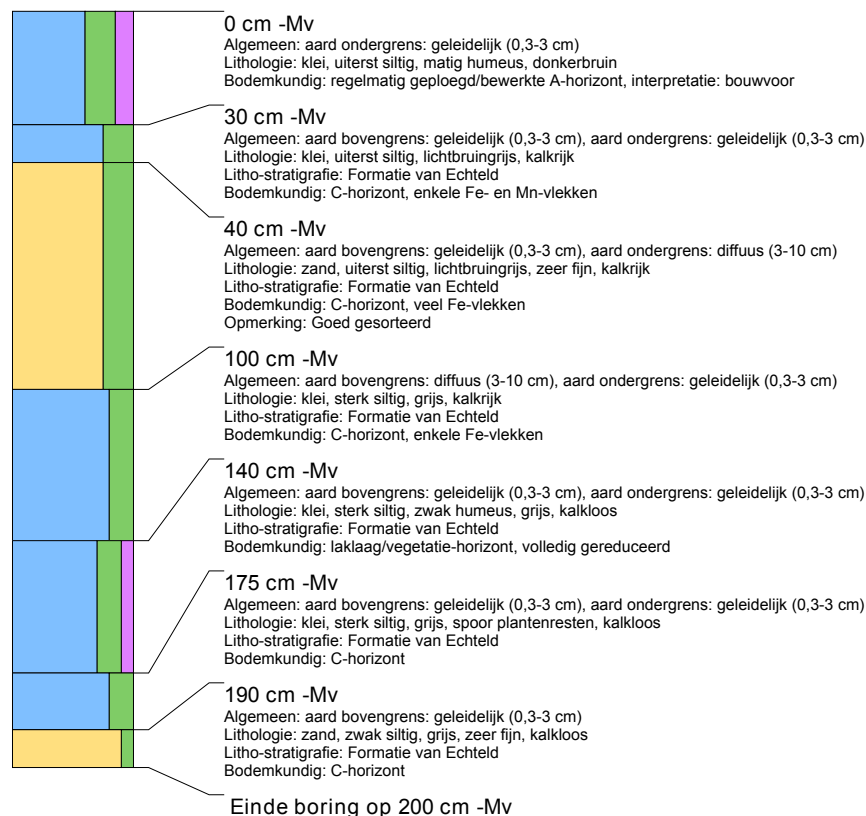 0 cm -Mv
Algemeen: aard ondergrens: geleidelijk (0,3-3 cm)
Lithologie: klei, uiterst siltig, matig humeus, donkerbruin
Bodemkundig: regelmatig geploegd/bewerkte A-horizont, interpretatie: bouwvoor
30 cm -Mv
Algemeen: aard bovengrens: geleidelijk (0,3-3 cm), aard ondergrens: geleidelijk (0,3-3 cm)
Lithologie: klei, uiterst siltig, lichtbruingrijs, kalkrijk
Litho-stratigrafie: Formatie van Echteld
Bodemkundig: C-horizont, enkele Fe- en Mn-vlekken
40 cm -Mv
Algemeen: aard bovengrens: geleidelijk (0,3-3 cm), aard ondergrens: diffuus (3-10 cm)
Lithologie: zand, uiterst siltig, lichtbruingrijs, zeer fijn, kalkrijk
Litho-stratigrafie: Formatie van Echteld
Bodemkundig: C-horizont, veel Fe-vlekken
Opmerking: Goed gesorteerd
100 cm -Mv
Algemeen: aard bovengrens: diffuus (3-10 cm), aard ondergrens: geleidelijk (0,3-3 cm)
Lithologie: klei, sterk siltig, grijs, kalkrijk
Litho-stratigrafie: Formatie van Echteld
Bodemkundig: C-horizont, enkele Fe-vlekken
140 cm -Mv
Algemeen: aard bovengrens: geleidelijk (0,3-3 cm), aard ondergrens: geleidelijk (0,3-3 cm)
Lithologie: klei, sterk siltig, zwak humeus, grijs, kalkloos
Litho-stratigrafie: Formatie van Echteld
Bodemkundig: laklaag/vegetatie-horizont, volledig gereduceerd
175 cm -Mv
Algemeen: aard bovengrens: geleidelijk (0,3-3 cm), aard ondergrens: geleidelijk (0,3-3 cm)
Lithologie: klei, sterk siltig, grijs, spoor plantenresten, kalkloos
Litho-stratigrafie: Formatie van Echteld
Bodemkundig: C-horizont
190 cm -Mv
Algemeen: aard bovengrens: geleidelijk (0,3-3 cm)
Lithologie: zand, zwak siltig, grijs, zeer fijn, kalkloos
Litho-stratigrafie: Formatie van Echteld
Bodemkundig: C-horizont
Einde boring op 200 cm -Mv